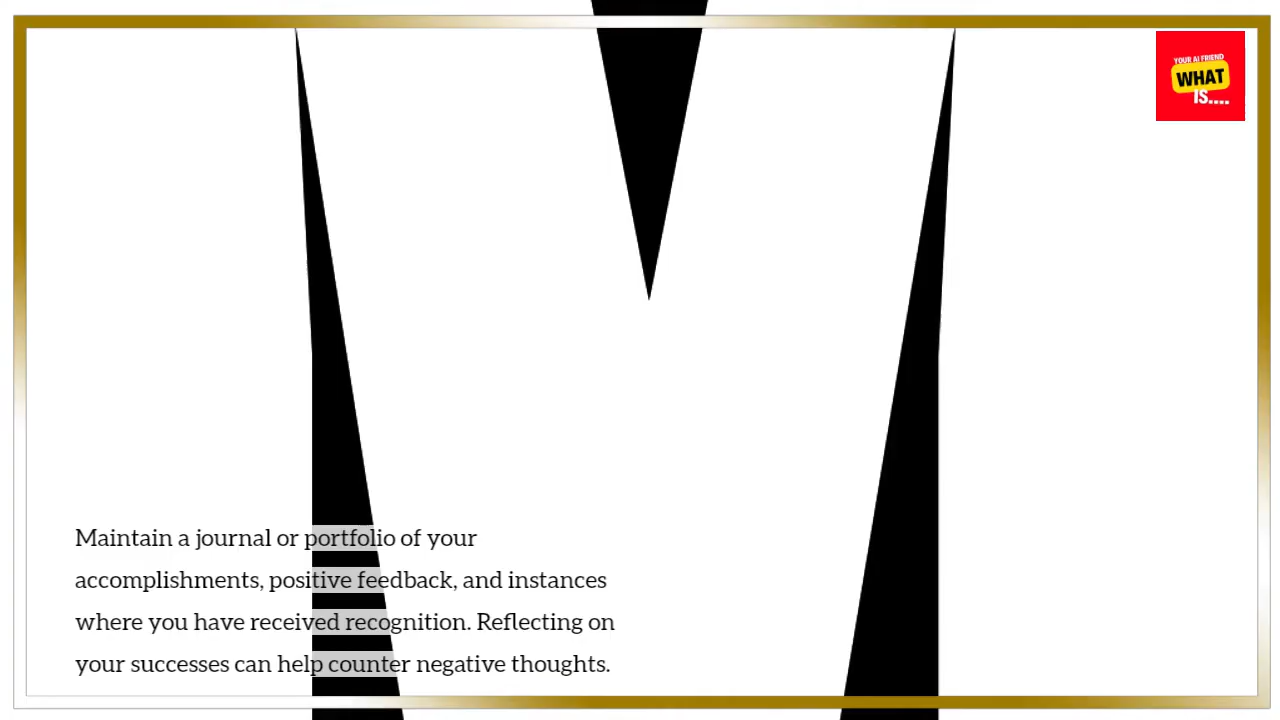 YOUR AI FRIEND
WHAT
IS....
Maintain a journal or portfolio of your
accomplishments, positive feedback, and instances
where you have received recognition. Reflecting on
your successes can help counter negative thoughts.